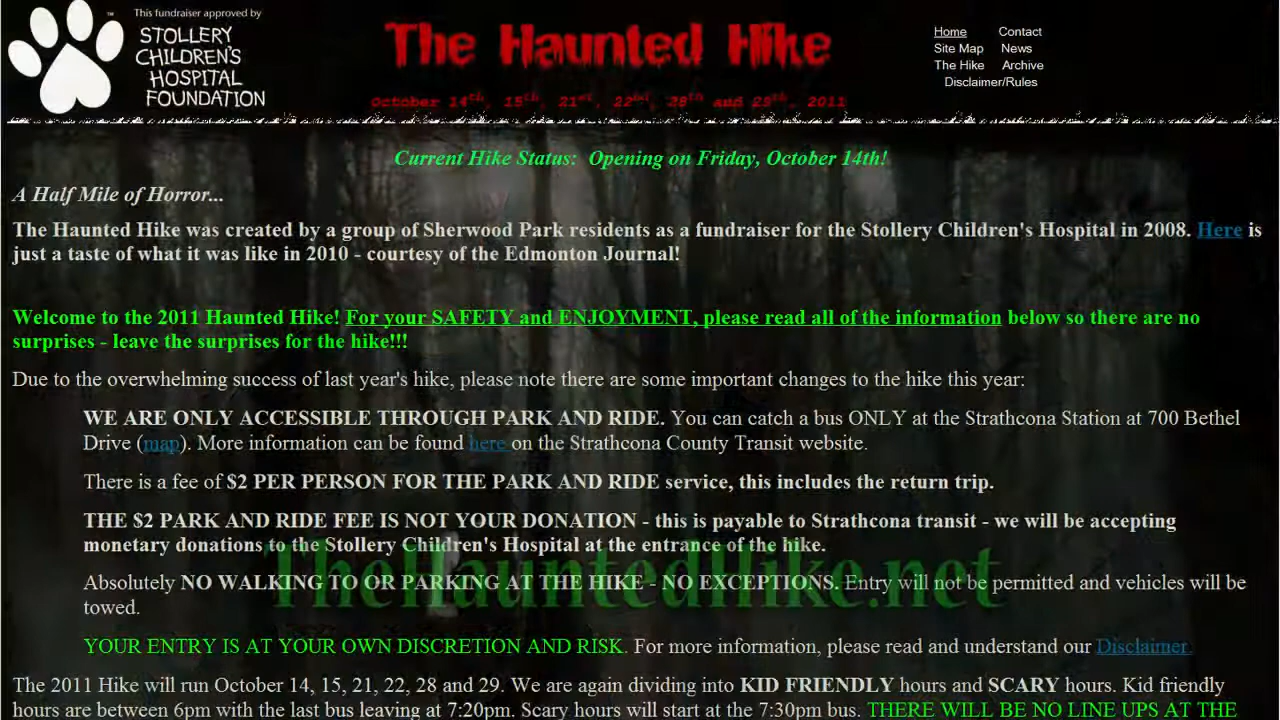 This fundraiser approved by
STOLLERY
CHILDREN'S
HOSPITAL
FOUNDATION
™
The Haunted Hike
October 14th, 15th, 21st, 22nd, 28th and 29th, 2011
Home Contact
Site Map News
The Hike Archive
Disclaimer/Rules
Current Hike Status: Opening on Friday, October 14th!
A Half Mile of Horror...
The Haunted Hike was created by a group of Sherwood Park residents as a fundraiser for the Stollery Children's Hospital in 2008. Here is
just a taste of what it was like in 2010 - courtesy of the Edmonton Journal!
Welcome to the 2011 Haunted Hike! For your SAFETY and ENJOYMENT, please read all of the information below so there are no
surprises - leave the surprises for the hike!!!
Due to the overwhelming success of last year's hike, please note there are some important changes to the hike this year:
WE ARE ONLY ACCESSIBLE THROUGH PARK AND RIDE. You can catch a bus ONLY at the Strathcona Station at 700 Bethel
Drive (map). More information can be found here on the Strathcona County Transit website.
There is a fee of $2 PER PERSON FOR THE PARK AND RIDE service, this includes the return trip.
THE $2 PARK AND RIDE FEE IS NOT YOUR DONATION - this is payable to Strathcona transit - we will be accepting
monetary donations to the Stollery Children's Hospital at the entrance of the hike.
Absolutely NO WALKING TO OR PARKING AT THE HIKE - NO EXCEPTIONS. Entry will not be permitted and vehicles will be
towed.
TheHauntedHike.net
YOUR ENTRY IS AT YOUR OWN DISCRETION AND RISK. For more information, please read and understand our Disclaimer.
The 2011 Hike will run October 14, 15, 21, 22, 28 and 29. We are again dividing into KID FRIENDLY hours and SCARY hours. Kid friendly
hours are between 6pm with the last bus leaving at 7:20pm. Scary hours will start at the 7:30pm bus. THERE WILL BE NO LINE UPS AT THE